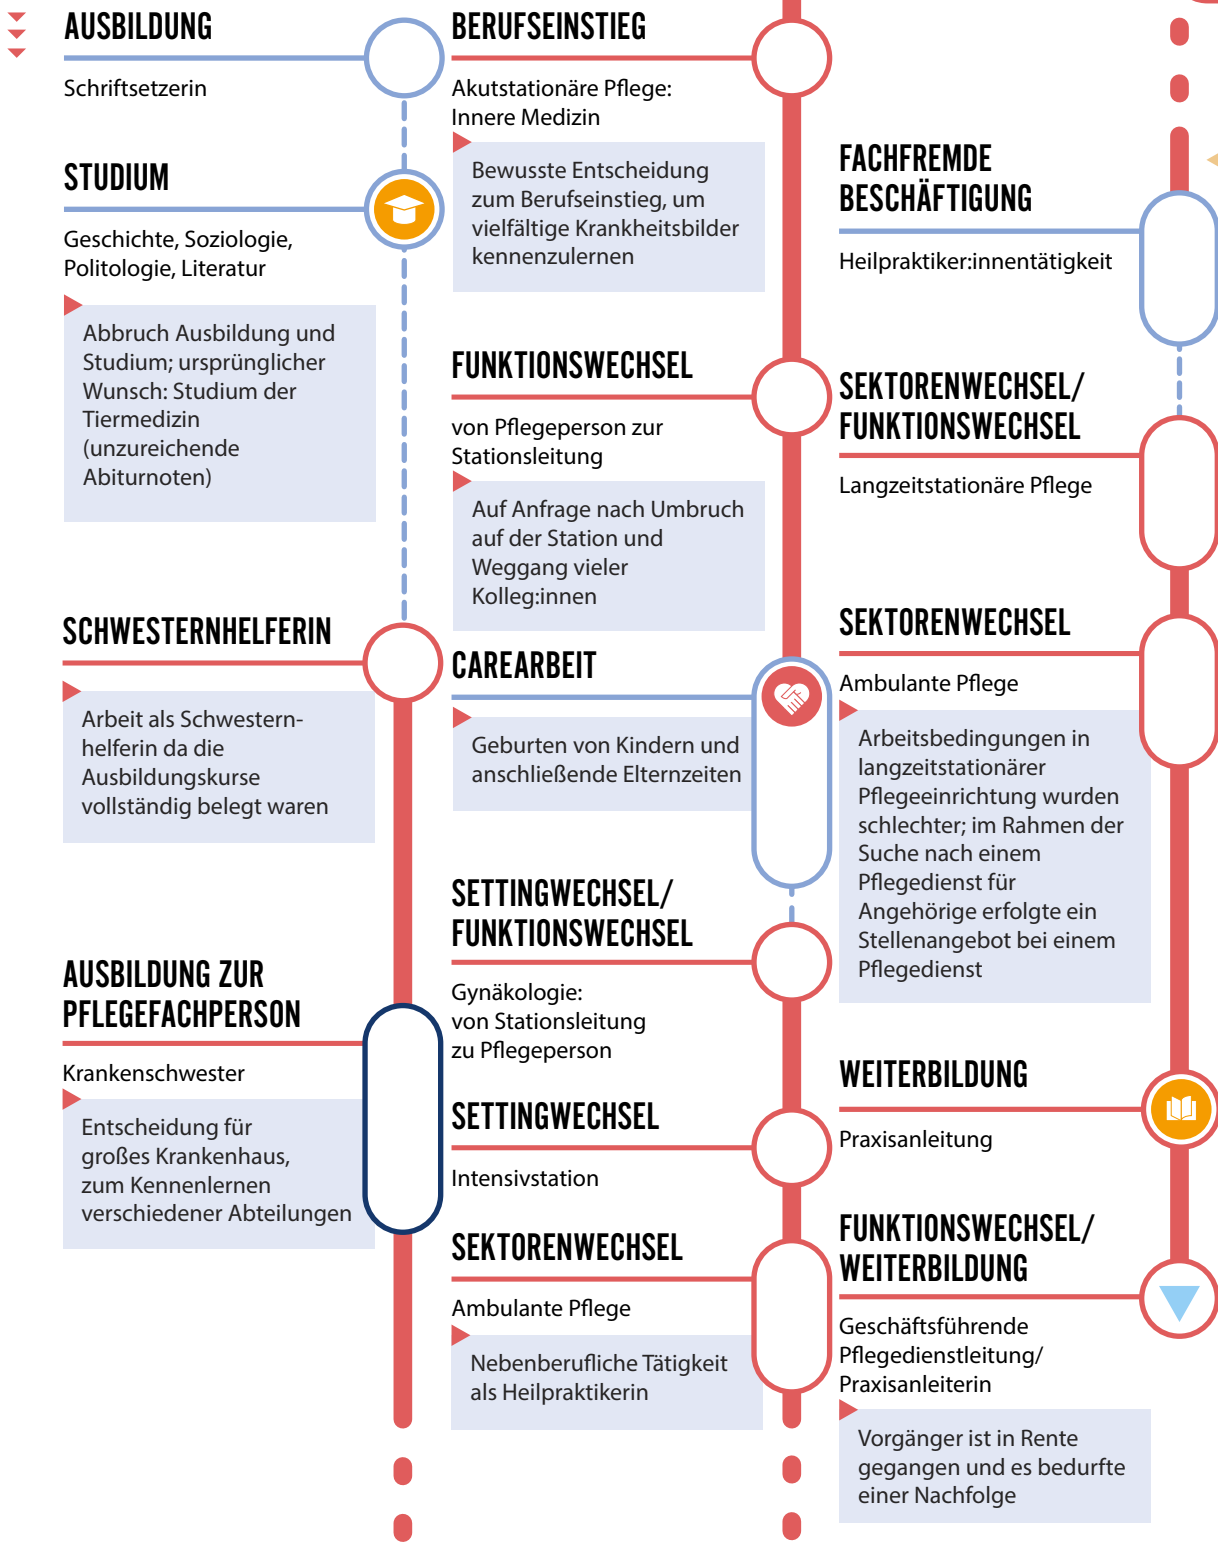 AUSBILDUNG
Schriftsetzerin
STUDIUM
Geschichte, Soziologie,
Politologie, Literatur
Abbruch Ausbildung und
Studium; ursprünglicher
Wunsch: Studium der
Tiermedizin
(unzureichende
Abiturnoten)
SCHWESTERNHELFERIN
Arbeit als Schwestern-
helferin da die
Ausbildungskurse
vollständig belegt waren
AUSBILDUNG ZUR
PFLEGEFACHPERSON
Krankenschwester
Entscheidung für
großes Krankenhaus,
zum Kennenlernen
verschiedener Abteilungen
BERUFSEINSTIEG
Akutstationäre Pflege:
Innere Medizin
Bewusste Entscheidung
zum Berufseinstieg, um
vielfältige Krankheitsbilder
kennenzulernen
FUNKTIONSWECHSEL
von Pflegeperson zur
Stationsleitung
Auf Anfrage nach Umbruch
auf der Station und
Weggang vieler
Kolleg:innen
CAREARBEIT
Geburten von Kindern und
anschließende Elternzeiten
SETTINGWECHSEL/
FUNKTIONSWECHSEL
Gynäkologie:
von Stationsleitung
zu Pflegeperson
SETTINGWECHSEL
Intensivstation
SEKTORENWECHSEL
Ambulante Pflege
Nebenberufliche Tätigkeit
als Heilpraktikerin
FACHFREMDE
BESCHÄFTIGUNG
Heilpraktiker:innentätigkeit
SEKTORENWECHSEL/
FUNKTIONSWECHSEL
Langzeitstationäre Pflege
SEKTORENWECHSEL
Ambulante Pflege
Arbeitsbedingungen in
langzeitstationärer
Pflegeeinrichtung wurden
schlechter; im Rahmen der
Suche nach einem
Pflegedienst für
Angehörige erfolgte ein
Stellenangebot bei einem
Pflegedienst
WEITERBILDUNG
Praxisanleitung
FUNKTIONSWECHSEL/
WEITERBILDUNG
Geschäftsführende
Pflegedienstleitung/
Praxisanleiterin
Vorgänger ist in Rente
gegangen und es bedurfte
einer Nachfolge